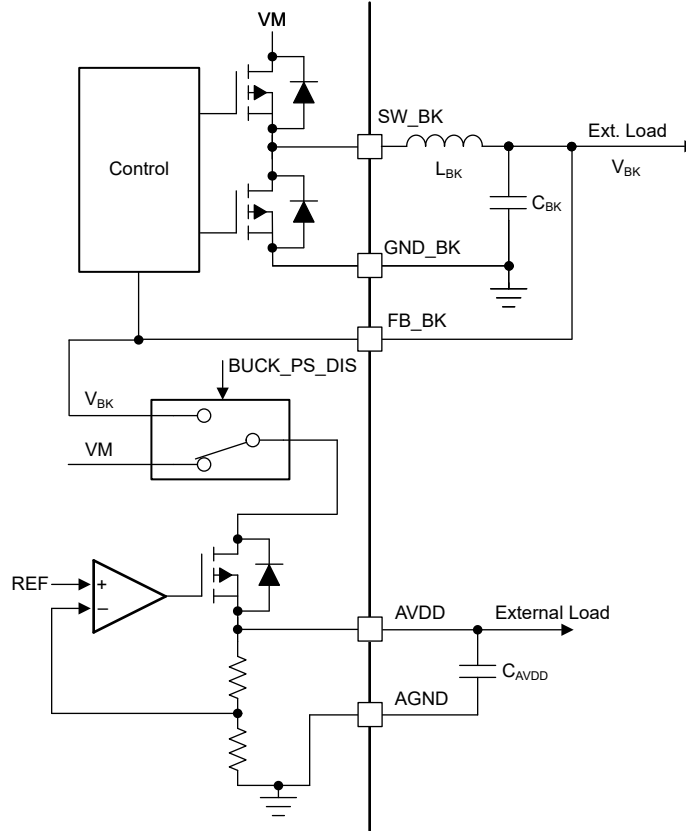 VM
SW_BK
Ext. Load
Control
L_BK
V_BK
C_BK
GND_BK
FB_BK
BUCK_PS_DIS
V_BK
VM
REF
+
–
AVDD
External Load
C_AVDD
AGND